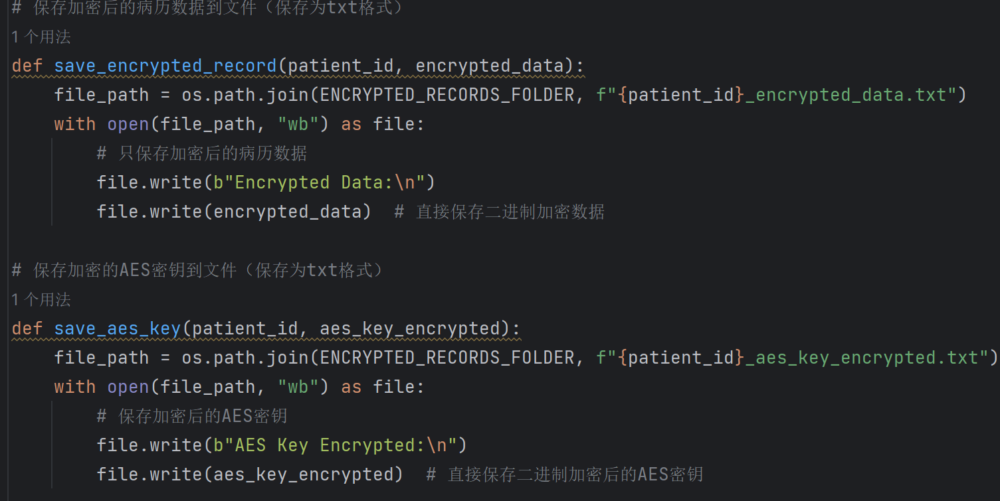 # 保存加密后的病历数据到文件（保存为txt格式）
1 个用法
def save_encrypted_record(patient_id, encrypted_data):
    file_path = os.path.join(ENCRYPTED_RECORDS_FOLDER, f"{patient_id}_encrypted_data.txt")
    with open(file_path, "wb") as file:
        # 只保存加密后的病历数据
        file.write(b"Encrypted Data:\n")
        file.write(encrypted_data)  # 直接保存二进制加密数据

# 保存加密的AES密钥到文件（保存为txt格式）
1 个用法
def save_aes_key(patient_id, aes_key_encrypted):
    file_path = os.path.join(ENCRYPTED_RECORDS_FOLDER, f"{patient_id}_aes_key_encrypted.txt")
    with open(file_path, "wb") as file:
        # 保存加密后的AES密钥
        file.write(b"AES Key Encrypted:\n")
        file.write(aes_key_encrypted)  # 直接保存二进制加密后的AES密钥